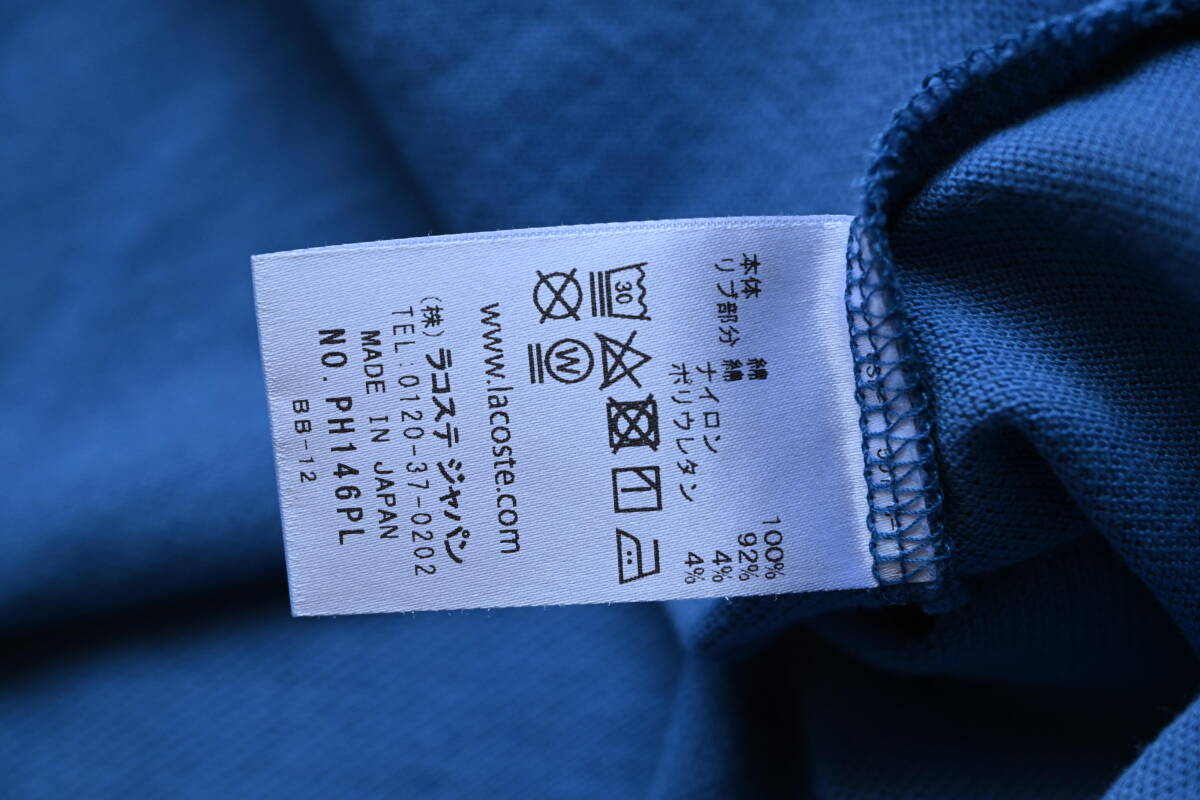 本体 綿 100%
リブ部分 綿 92%
ナイロン 4%
ポリウレタン 4%
30
W
www.lacoste.com
(株) ラコステ ジャパン
TEL.0120-37-0202
MADE IN JAPAN
NO. PH146PL
BB-12